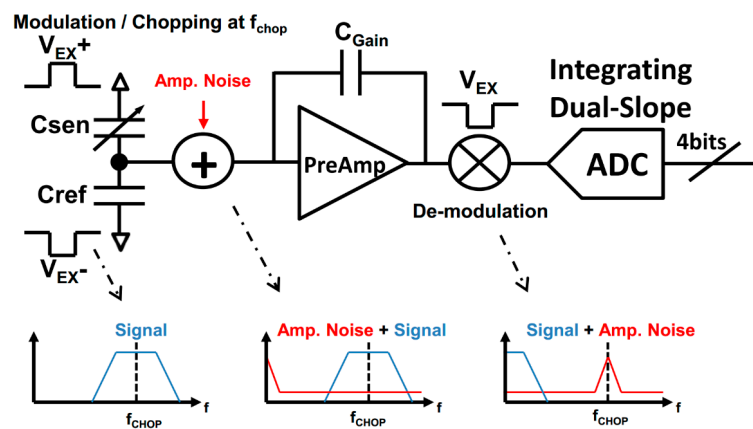 Modulation / Chopping at fchop
VEX+
Csen
Cref
VEX-
Amp. Noise
+
CGain
PreAmp
VEX
De-modulation
Integrating
Dual-Slope
ADC
4bits
Signal
fCHOP
f
Amp. Noise + Signal
fCHOP
f
Signal + Amp. Noise
fCHOP
f